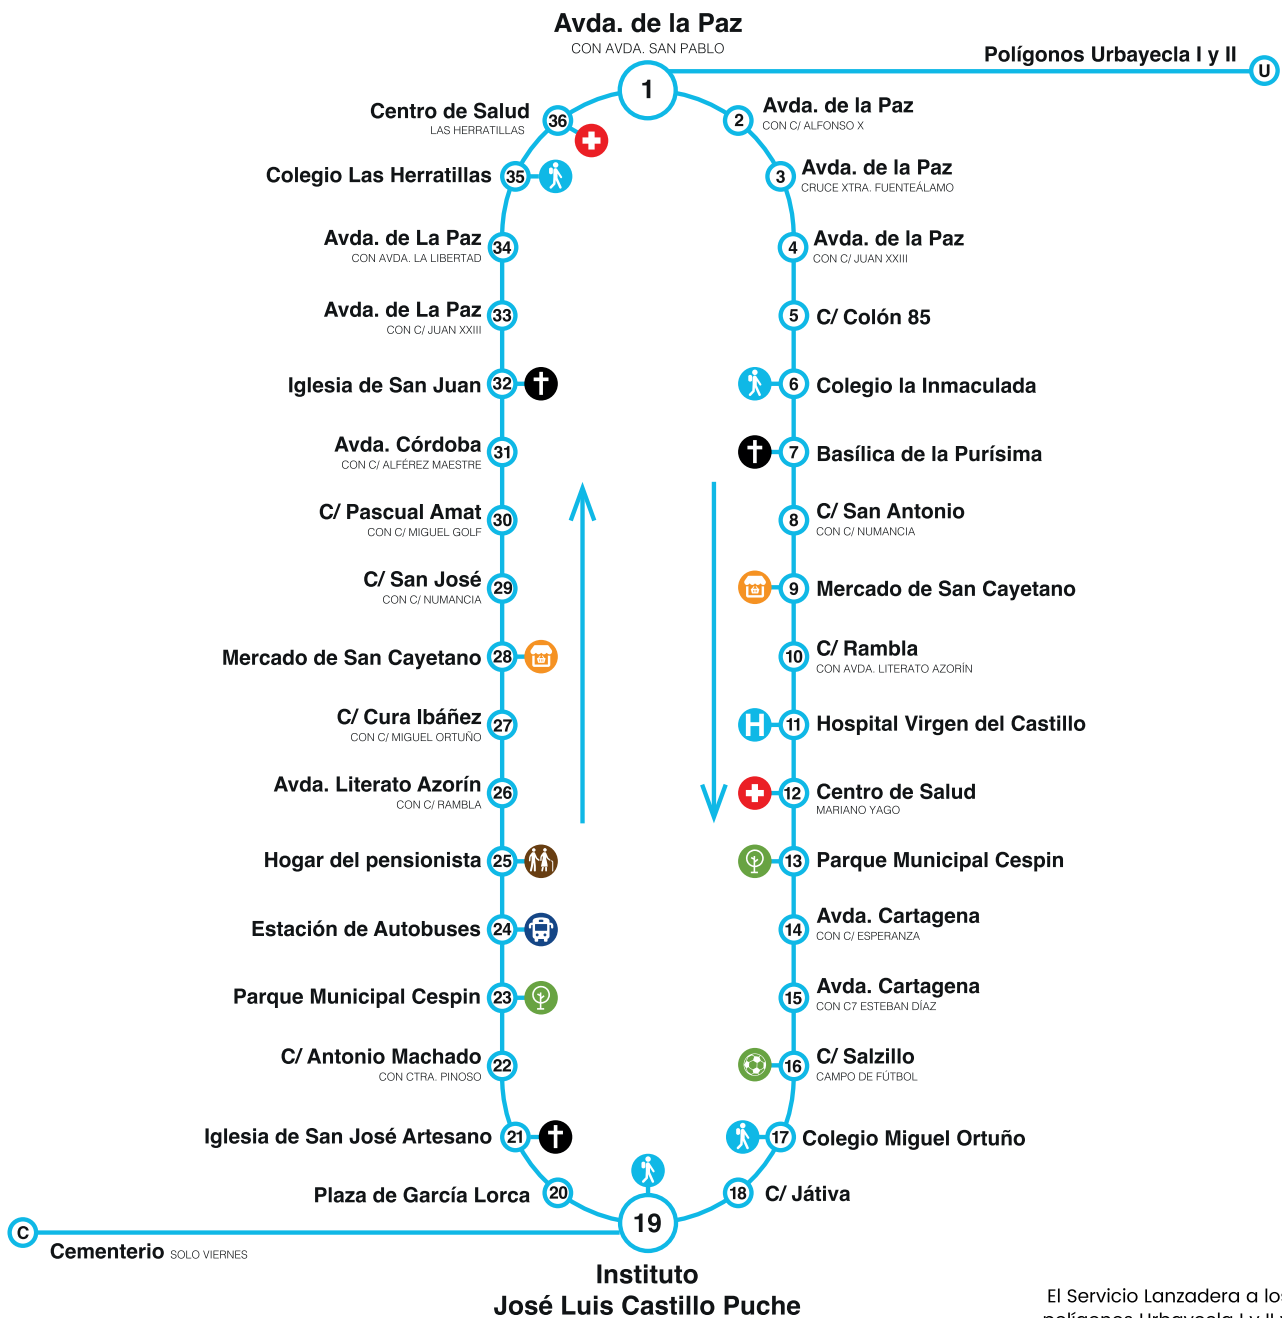 Avda. de la Paz
CON AVDA. SAN PABLO
1
Polígonos Urbayecla I y II
U
Centro de Salud
LAS HERRATILLAS
36
2
Avda. de la Paz
CON C/ ALFONSO X
Colegio Las Herratillas
35
3
Avda. de la Paz
CRUCE XTRA. FUENTEÁLAMO
Avda. de La Paz
CON AVDA. LA LIBERTAD
34
4
Avda. de la Paz
CON C/ JUAN XXIII
Avda. de La Paz
CON C/ JUAN XXIII
33
5
C/ Colón 85
Iglesia de San Juan
32
6
Colegio la Inmaculada
Avda. Córdoba
CON C/ ALFÉREZ MAESTRE
31
7
Basílica de la Purísima
C/ Pascual Amat
CON C/ MIGUEL GOLF
30
8
C/ San Antonio
CON C/ NUMANCIA
C/ San José
CON C/ NUMANCIA
29
9
Mercado de San Cayetano
Mercado de San Cayetano
28
10
C/ Rambla
CON AVDA. LITERATO AZORÍN
C/ Cura Ibáñez
CON C/ MIGUEL ORTUÑO
27
H
11
Hospital Virgen del Castillo
Avda. Literato Azorín
CON C/ RAMBLA
26
12
Centro de Salud
MARIANO YAGO
Hogar del pensionista
25
13
Parque Municipal Cespin
Estación de Autobuses
24
14
Avda. Cartagena
CON C/ ESPERANZA
Parque Municipal Cespin
23
15
Avda. Cartagena
CON C7 ESTEBAN DÍAZ
C/ Antonio Machado
CON CTRA. PINOSO
22
16
C/ Salzillo
CAMPO DE FÚTBOL
Iglesia de San José Artesano
21
17
Colegio Miguel Ortuño
Plaza de García Lorca
20
18
C/ Játiva
19
C
Cementerio SOLO VIERNES
Instituto
José Luis Castillo Puche
El Servicio Lanzadera a los
polígonos Urbayecla I y II